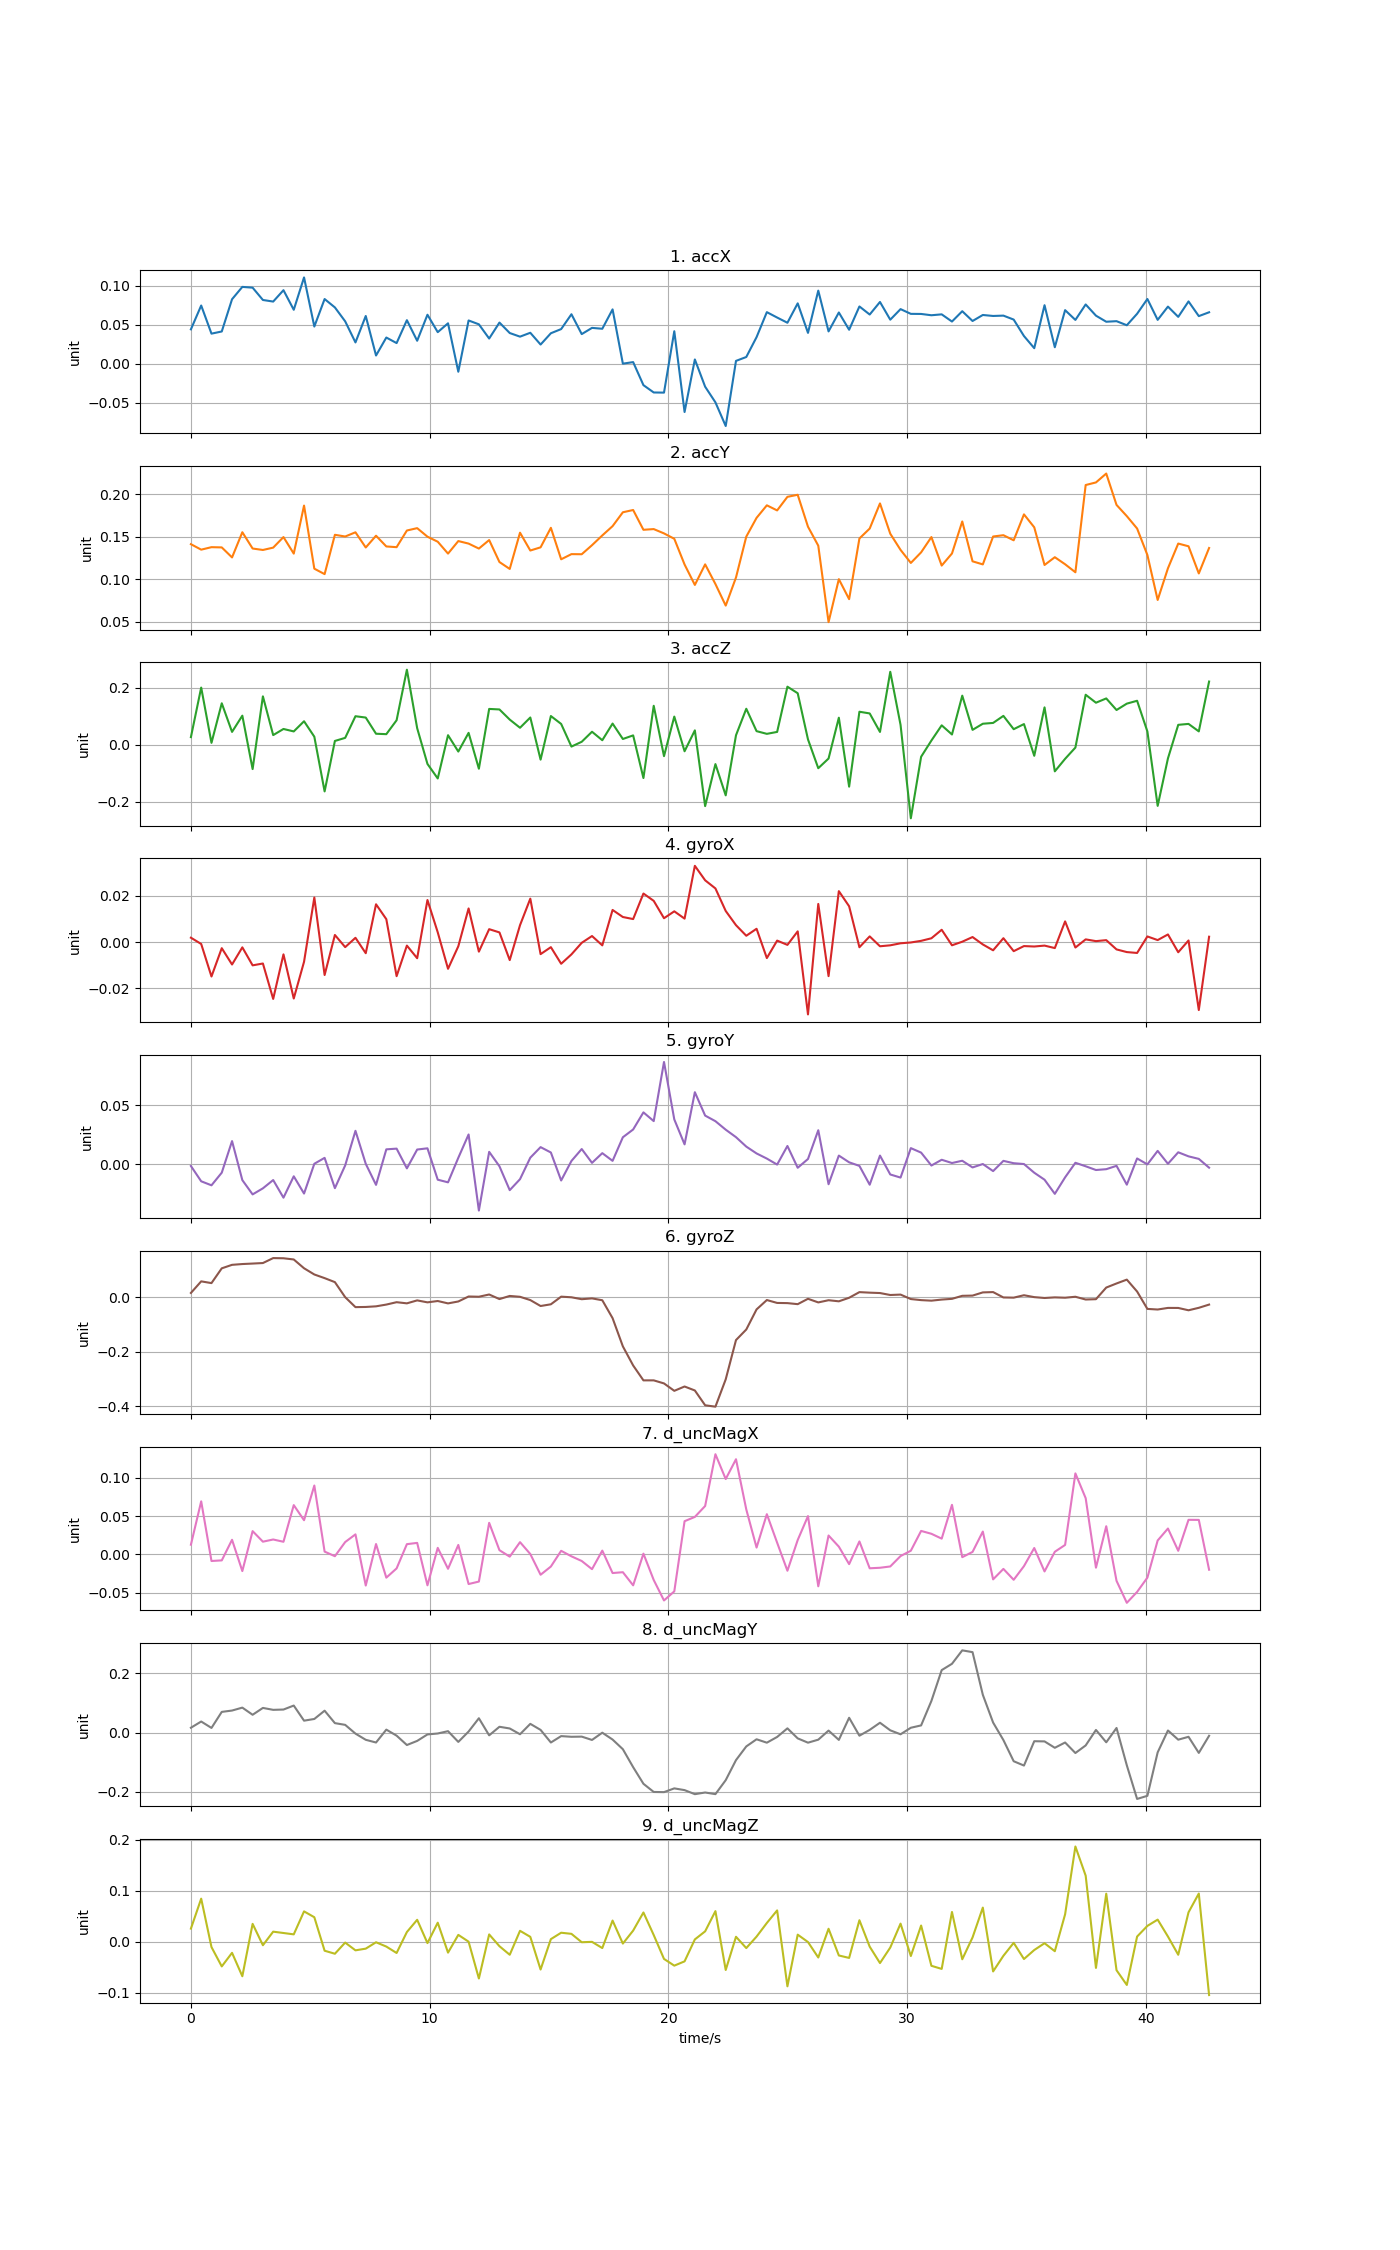 1. accX
0.10
0.05
0.00
−0.05
unit
2. accY
0.20
0.15
0.10
0.05
unit
3. accZ
0.2
0.0
−0.2
unit
4. gyroX
0.02
0.00
−0.02
unit
5. gyroY
0.05
0.00
unit
6. gyroZ
0.0
−0.2
−0.4
unit
7. d_uncMagX
0.10
0.05
0.00
−0.05
unit
8. d_uncMagY
0.2
0.0
−0.2
unit
9. d_uncMagZ
0.2
0.1
0.0
−0.1
unit
0 10 20 30 40
time/s